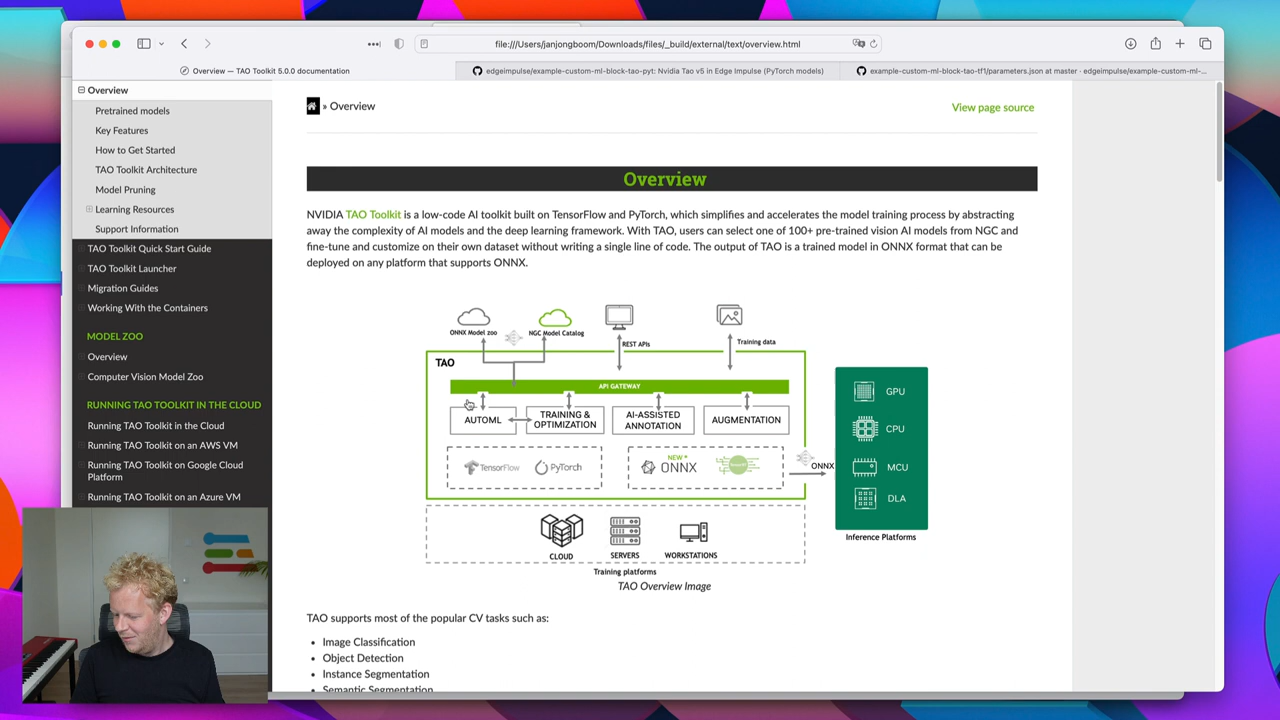 file:///Users/janjongboom/Downloads/files/_build/external/text/overview.html
Overview — TAO Toolkit 5.0.0 documentation
edgeimpulse/example-custom-ml-block-tao-pyt: Nvidia Tao v5 in Edge Impulse (PyTorch models)
example-custom-ml-block-tao-tf1/parameters.json at master · edgeimpulse/example-custom-ml-...
Overview
Pretrained models
Key Features
How to Get Started
TAO Toolkit Architecture
Model Pruning
Learning Resources
Support Information
TAO Toolkit Quick Start Guide
TAO Toolkit Launcher
Migration Guides
Working With the Containers
MODEL ZOO
Overview
Computer Vision Model Zoo
RUNNING TAO TOOLKIT IN THE CLOUD
Running TAO Toolkit in the Cloud
Running TAO Toolkit on an AWS VM
Running TAO Toolkit on Google Cloud
Platform
Running TAO Toolkit on an Azure VM
» Overview
View page source
Overview
NVIDIA TAO Toolkit is a low-code AI toolkit built on TensorFlow and PyTorch, which simplifies and accelerates the model training process by abstracting
away the complexity of AI models and the deep learning framework. With TAO, users can select one of 100+ pre-trained vision AI models from NGC and
fine-tune and customize on their own dataset without writing a single line of code. The output of TAO is a trained model in ONNX format that can be
deployed on any platform that supports ONNX.
ONNX Model zoo
NGC Model Catalog
REST APIs
Training data
TAO
API GATEWAY
AUTOML
TRAINING &
OPTIMIZATION
AI-ASSISTED
ANNOTATION
AUGMENTATION
TensorFlow
PyTorch
NEW*
ONNX
ONNX
GPU
CPU
MCU
DLA
Inference Platforms
CLOUD
SERVERS
WORKSTATIONS
Training platforms
TAO Overview Image
TAO supports most of the popular CV tasks such as:
• Image Classification
• Object Detection
• Instance Segmentation
• Semantic Segmentation